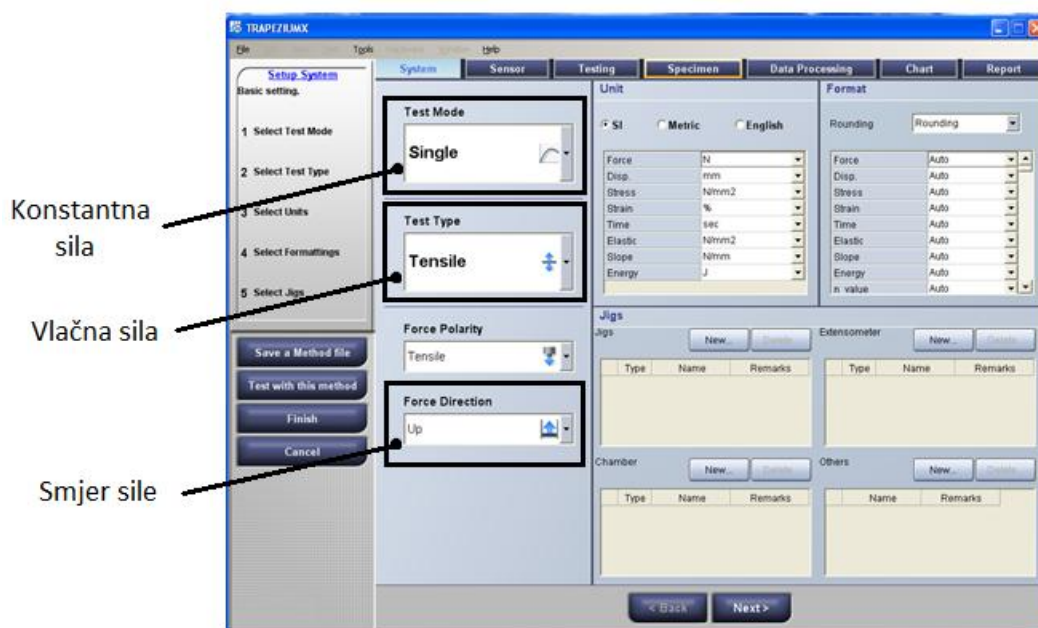 TRAPEZIUMX
File Tools Help
System Sensor Testing Specimen Data Processing Chart Report
Setup System
Basic setting.
1 Select Test Mode
2 Select Test Type
3 Select Units
4 Select Formattings
5 Select Jigs
Save a Method file
Test with this method
Finish
Cancel
Konstantna
sila
Vlačna sila
Smjer sile
Test Mode
Single
Test Type
Tensile
Force Polarity
Tensile
Force Direction
Up
Unit
SI Metric English
Force N
Disp. mm
Stress N/mm2
Strain %
Time sec
Elastic N/mm2
Slope N/mm
Energy J
Format
Rounding Rounding
Force Auto
Disp. Auto
Stress Auto
Strain Auto
Time Auto
Elastic Auto
Slope Auto
Energy Auto
n value Auto
Jigs
Jigs New... Delete
Type Name Remarks
Extensometer New... Delete
Type Name Remarks
Chamber New... Delete
Type Name Remarks
Others New... Delete
Name Remarks
< Back Next >